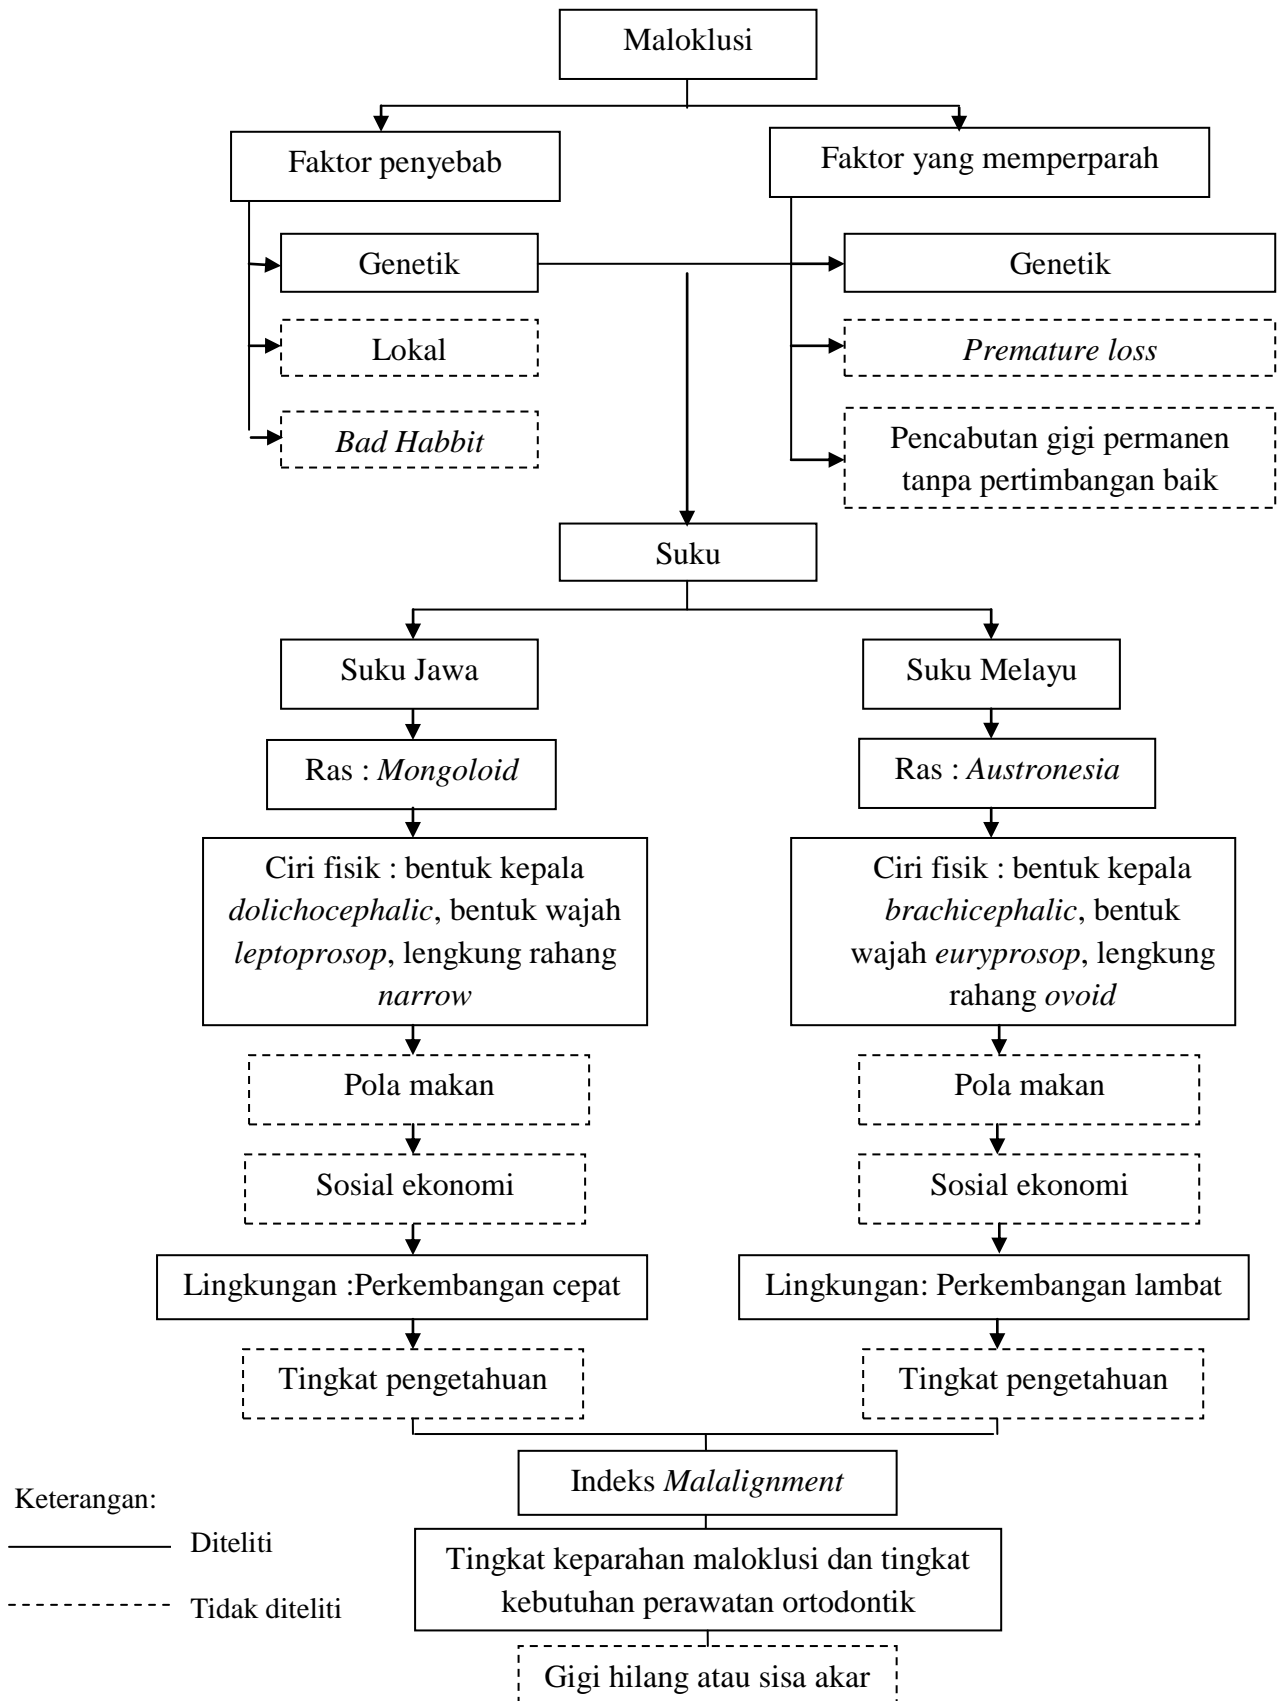 Maloklusi
Faktor penyebab
Faktor yang memperparah
Genetik
Genetik
Lokal
Premature loss
Bad Habbit
Pencabutan gigi permanen
tanpa pertimbangan baik
Suku
Suku Jawa
Suku Melayu
Ras : Mongoloid
Ras : Austronesia
Ciri fisik : bentuk kepala
dolichocephalic, bentuk wajah
leptoprosop, lengkung rahang
narrow
Ciri fisik : bentuk kepala
brachicephalic, bentuk
wajah euryprosop, lengkung
rahang ovoid
Pola makan
Pola makan
Sosial ekonomi
Sosial ekonomi
Lingkungan :Perkembangan cepat
Lingkungan: Perkembangan lambat
Tingkat pengetahuan
Tingkat pengetahuan
Indeks Malalignment
Keterangan:
Diteliti
Tidak diteliti
Tingkat keparahan maloklusi dan tingkat
kebutuhan perawatan ortodontik
Gigi hilang atau sisa akar